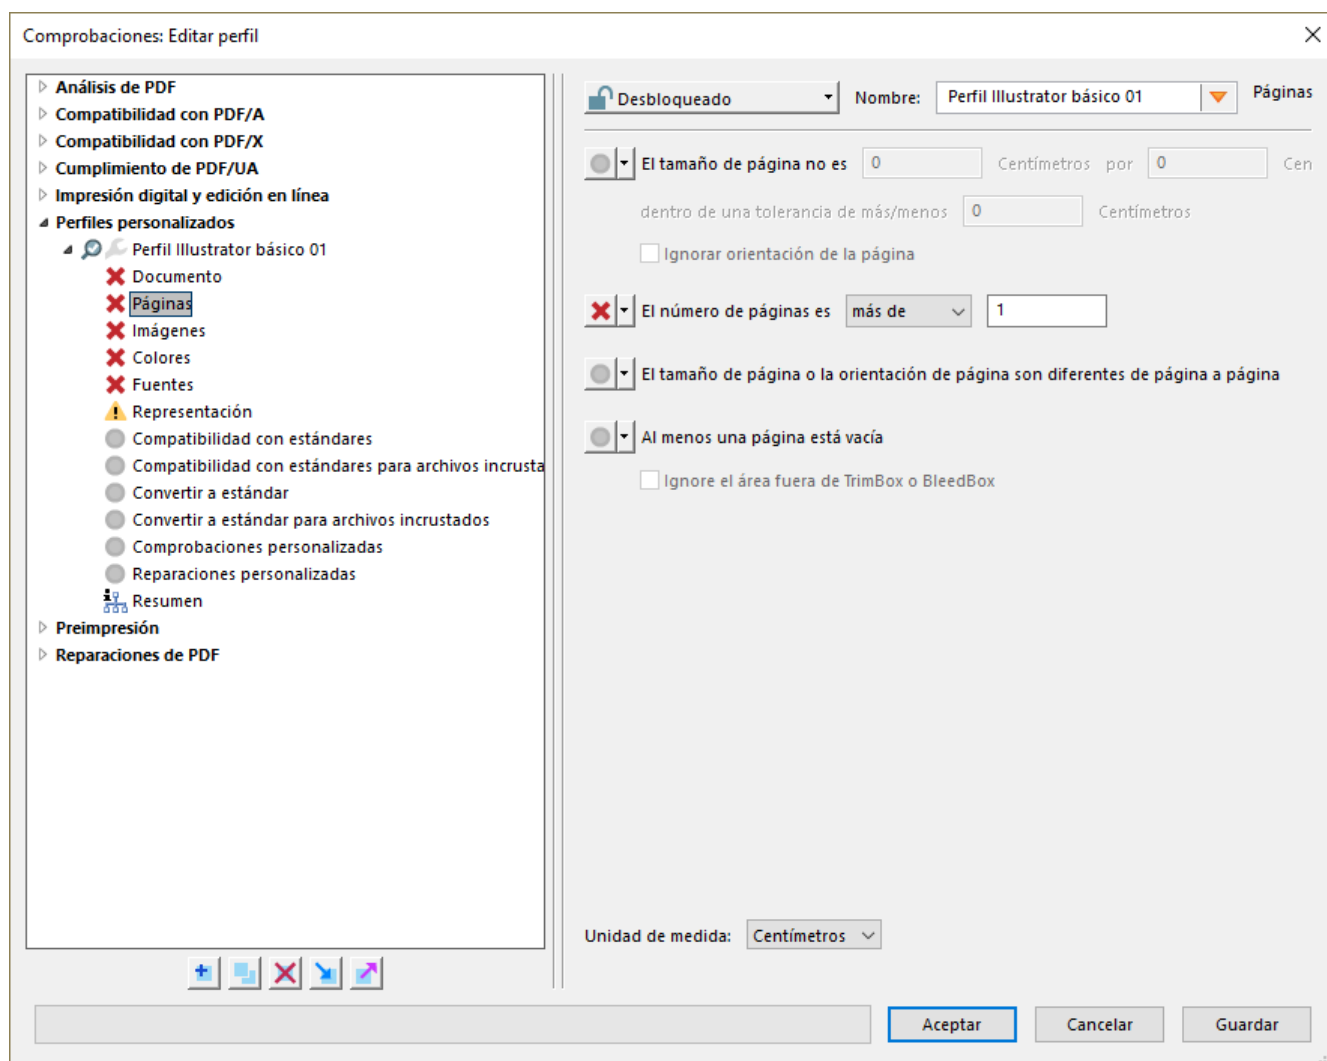 Comprobaciones: Editar perfil
Análisis de PDF
Compatibilidad con PDF/A
Compatibilidad con PDF/X
Cumplimiento de PDF/UA
Impresión digital y edición en línea
Perfiles personalizados
Perfil Illustrator básico 01
Documento
Páginas
Imágenes
Colores
Fuentes
Representación
Compatibilidad con estándares
Compatibilidad con estándares para archivos incrusta
Convertir a estándar
Convertir a estándar para archivos incrustados
Comprobaciones personalizadas
Reparaciones personalizadas
Resumen
Preimpresión
Reparaciones de PDF
Desbloqueado Nombre: Perfil Illustrator básico 01 Páginas
El tamaño de página no es 0 Centímetros por 0 Cen
dentro de una tolerancia de más/menos 0 Centímetros
Ignorar orientación de la página
El número de páginas es más de 1
El tamaño de página o la orientación de página son diferentes de página a página
Al menos una página está vacía
Ignore el área fuera de TrimBox o BleedBox
Unidad de medida: Centímetros
Aceptar Cancelar Guardar